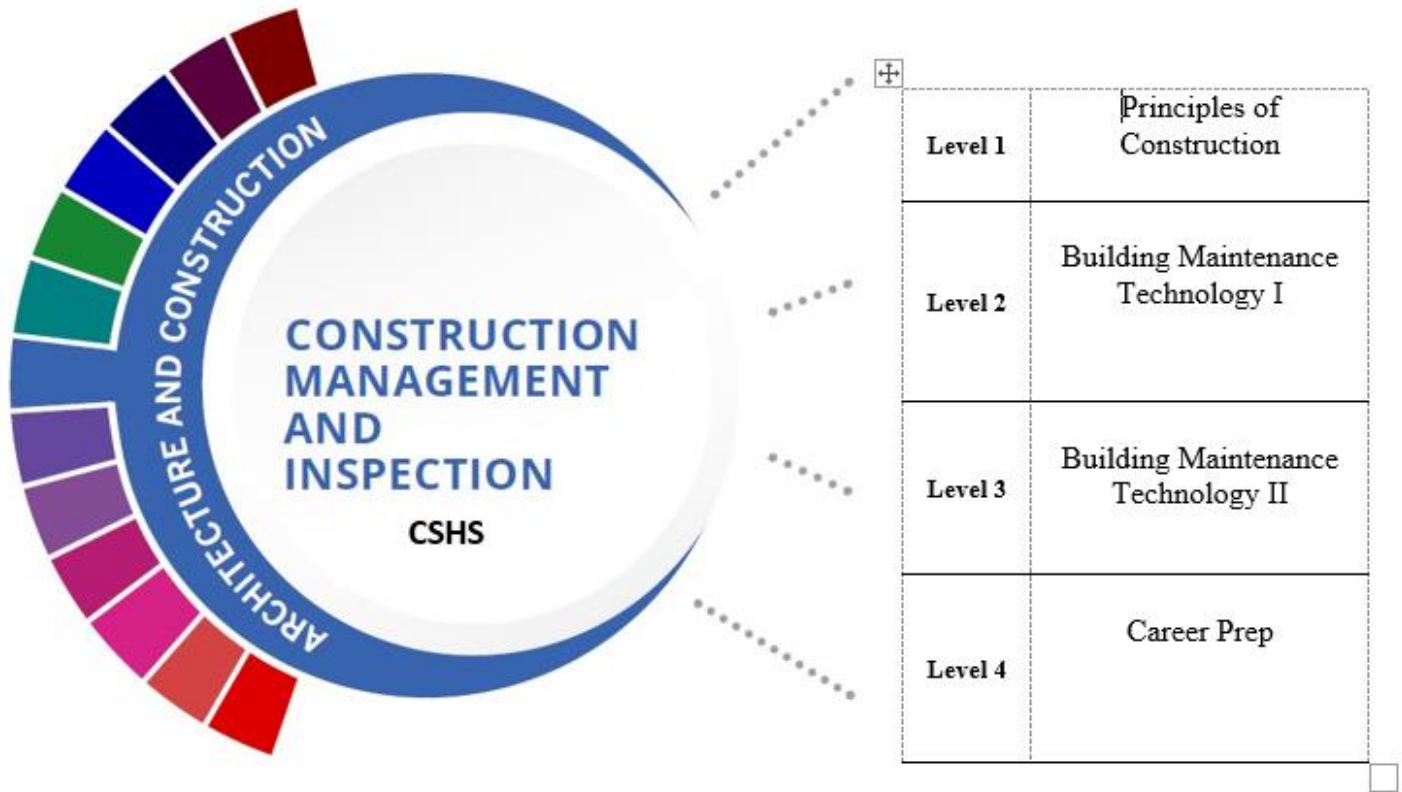 ARCHITECTURE AND CONSTRUCTION
CONSTRUCTION
MANAGEMENT
AND
INSPECTION
CSHS
Level 1
Principles of
Construction
Level 2
Building Maintenance
Technology I
Level 3
Building Maintenance
Technology II
Level 4
Career Prep